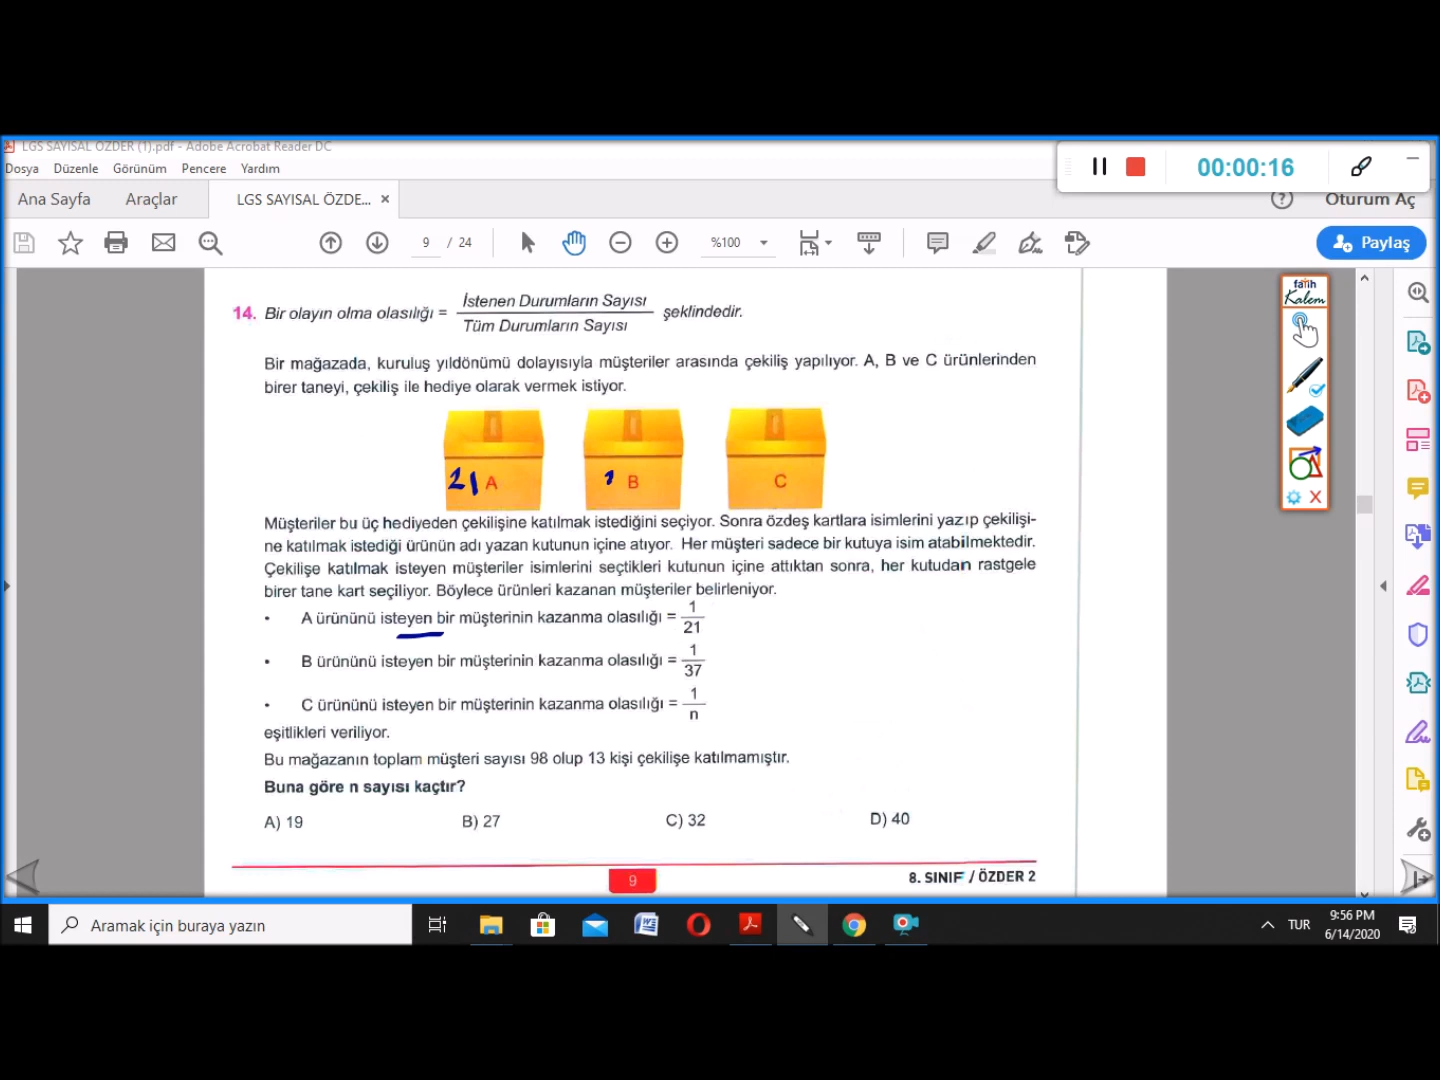 LGS SAYISAL ÖZDER (1).pdf - Adobe Acrobat Reader DC
Dosya Düzenle Görünüm Pencere Yardım
00:00:16
Ana Sayfa Araçlar LGS SAYISAL ÖZDE... × ? Oturum Aç
9 / 24 %100 Paylaş
fatih
Kalem
14. Bir olayın olma olasılığı = İstenen Durumların Sayısı / Tüm Durumların Sayısı şeklindedir.
Bir mağazada, kuruluş yıldönümü dolayısıyla müşteriler arasında çekiliş yapılıyor. A, B ve C ürünlerinden
birer taneyi, çekiliş ile hediye olarak vermek istiyor.
21 A B C
Müşteriler bu üç hediyeden çekilişine katılmak istediğini seçiyor. Sonra özdeş kartlara isimlerini yazıp çekilişi-
ne katılmak istediği ürünün adı yazan kutunun içine atıyor. Her müşteri sadece bir kutuya isim atabilmektedir.
Çekilişe katılmak isteyen müşteriler isimlerini seçtikleri kutunun içine attıktan sonra, her kutudan rastgele
birer tane kart seçiliyor. Böylece ürünleri kazanan müşteriler belirleniyor.
• A ürününü isteyen bir müşterinin kazanma olasılığı = 1/21
• B ürününü isteyen bir müşterinin kazanma olasılığı = 1/37
• C ürününü isteyen bir müşterinin kazanma olasılığı = 1/n
eşitlikleri veriliyor.
Bu mağazanın toplam müşteri sayısı 98 olup 13 kişi çekilişe katılmamıştır.
Buna göre n sayısı kaçtır?
A) 19 B) 27 C) 32 D) 40
9 8. SINIF / ÖZDER 2
Aramak için buraya yazın
TUR
9:56 PM
6/14/2020